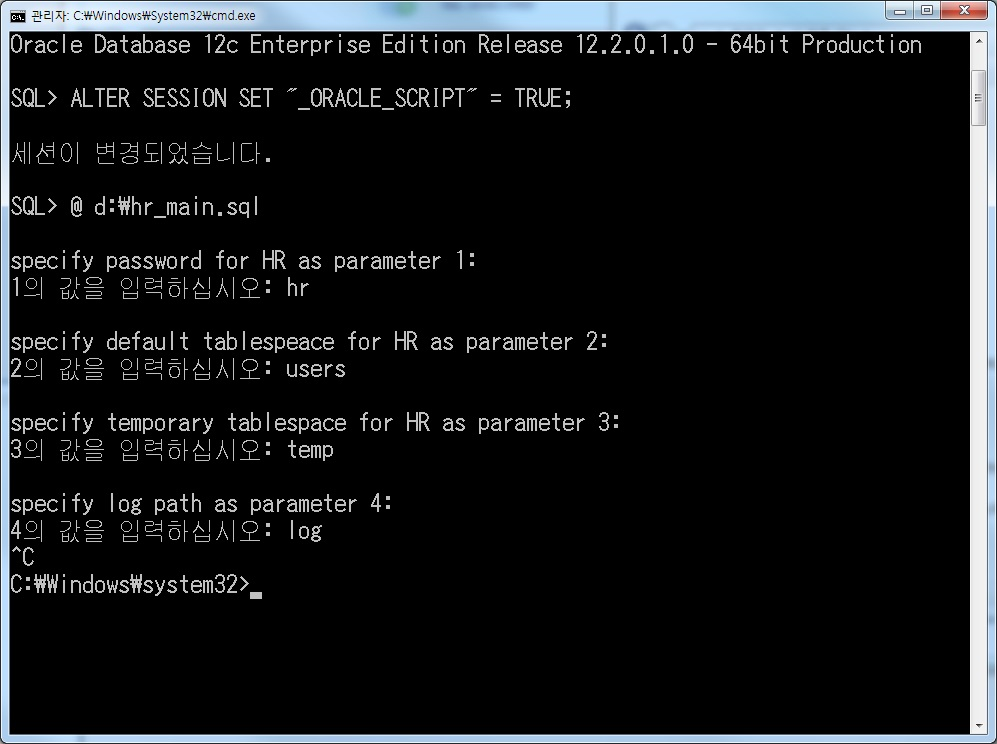 관리자: C:₩Windows₩System32₩cmd.exe
Oracle Database 12c Enterprise Edition Release 12.2.0.1.0 - 64bit Production
SQL> ALTER SESSION SET "_ORACLE_SCRIPT" = TRUE;
세션이 변경되었습니다.
SQL> @ d:₩hr_main.sql
specify password for HR as parameter 1:
1의 값을 입력하십시오: hr
specify default tablespeace for HR as parameter 2:
2의 값을 입력하십시오: users
specify temporary tablespace for HR as parameter 3:
3의 값을 입력하십시오: temp
specify log path as parameter 4:
4의 값을 입력하십시오: log
^C
C:₩Windows₩system32>